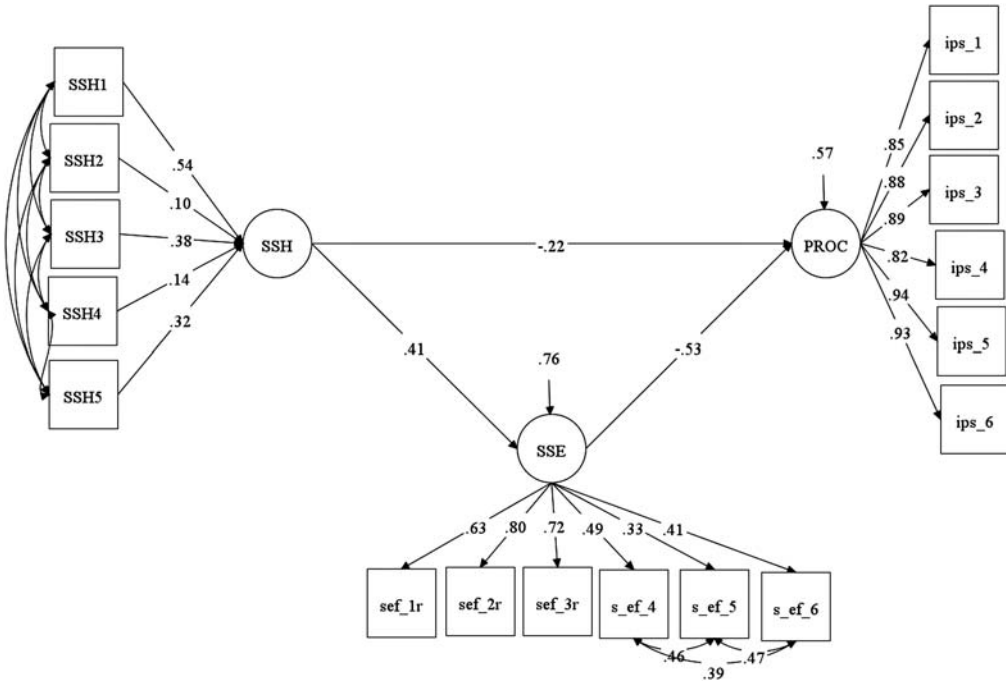 SSH1
SSH2
SSH3
SSH4
SSH5
.54
.10
.38
.14
.32
SSH
-.22
.41
.57
PROC
-.53
.76
SSE
.85
.88
.89
.82
.94
.93
ips_1
ips_2
ips_3
ips_4
ips_5
ips_6
.63
.80
.72
.49
.33
.41
sef_1r
sef_2r
sef_3r
s_ef_4
s_ef_5
s_ef_6
.46
.47
.39